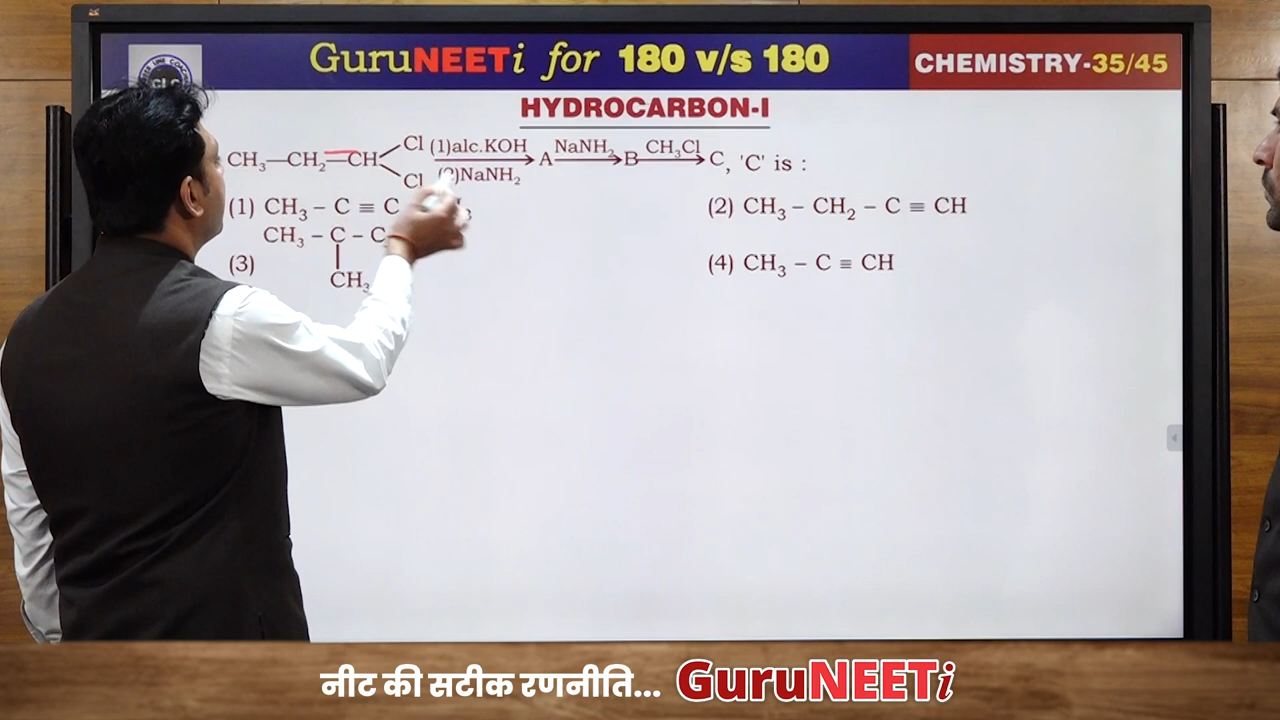 GuruNEETi for 180 v/s 180
CHEMISTRY-35/45
HYDROCARBON-I
CH₃—CH₂—CH Cl Cl (1)alc.KOH (2)NaNH₂ → A NaNH₂ → B CH₃Cl → C, 'C' is :
(1) CH₃ – C ≡ C
(2) CH₃ – CH₂ – C ≡ CH
(3) CH₃ – C – C
CH₃
(4) CH₃ – C ≡ CH
नीट की सटीक रणनीति... GuruNEETi